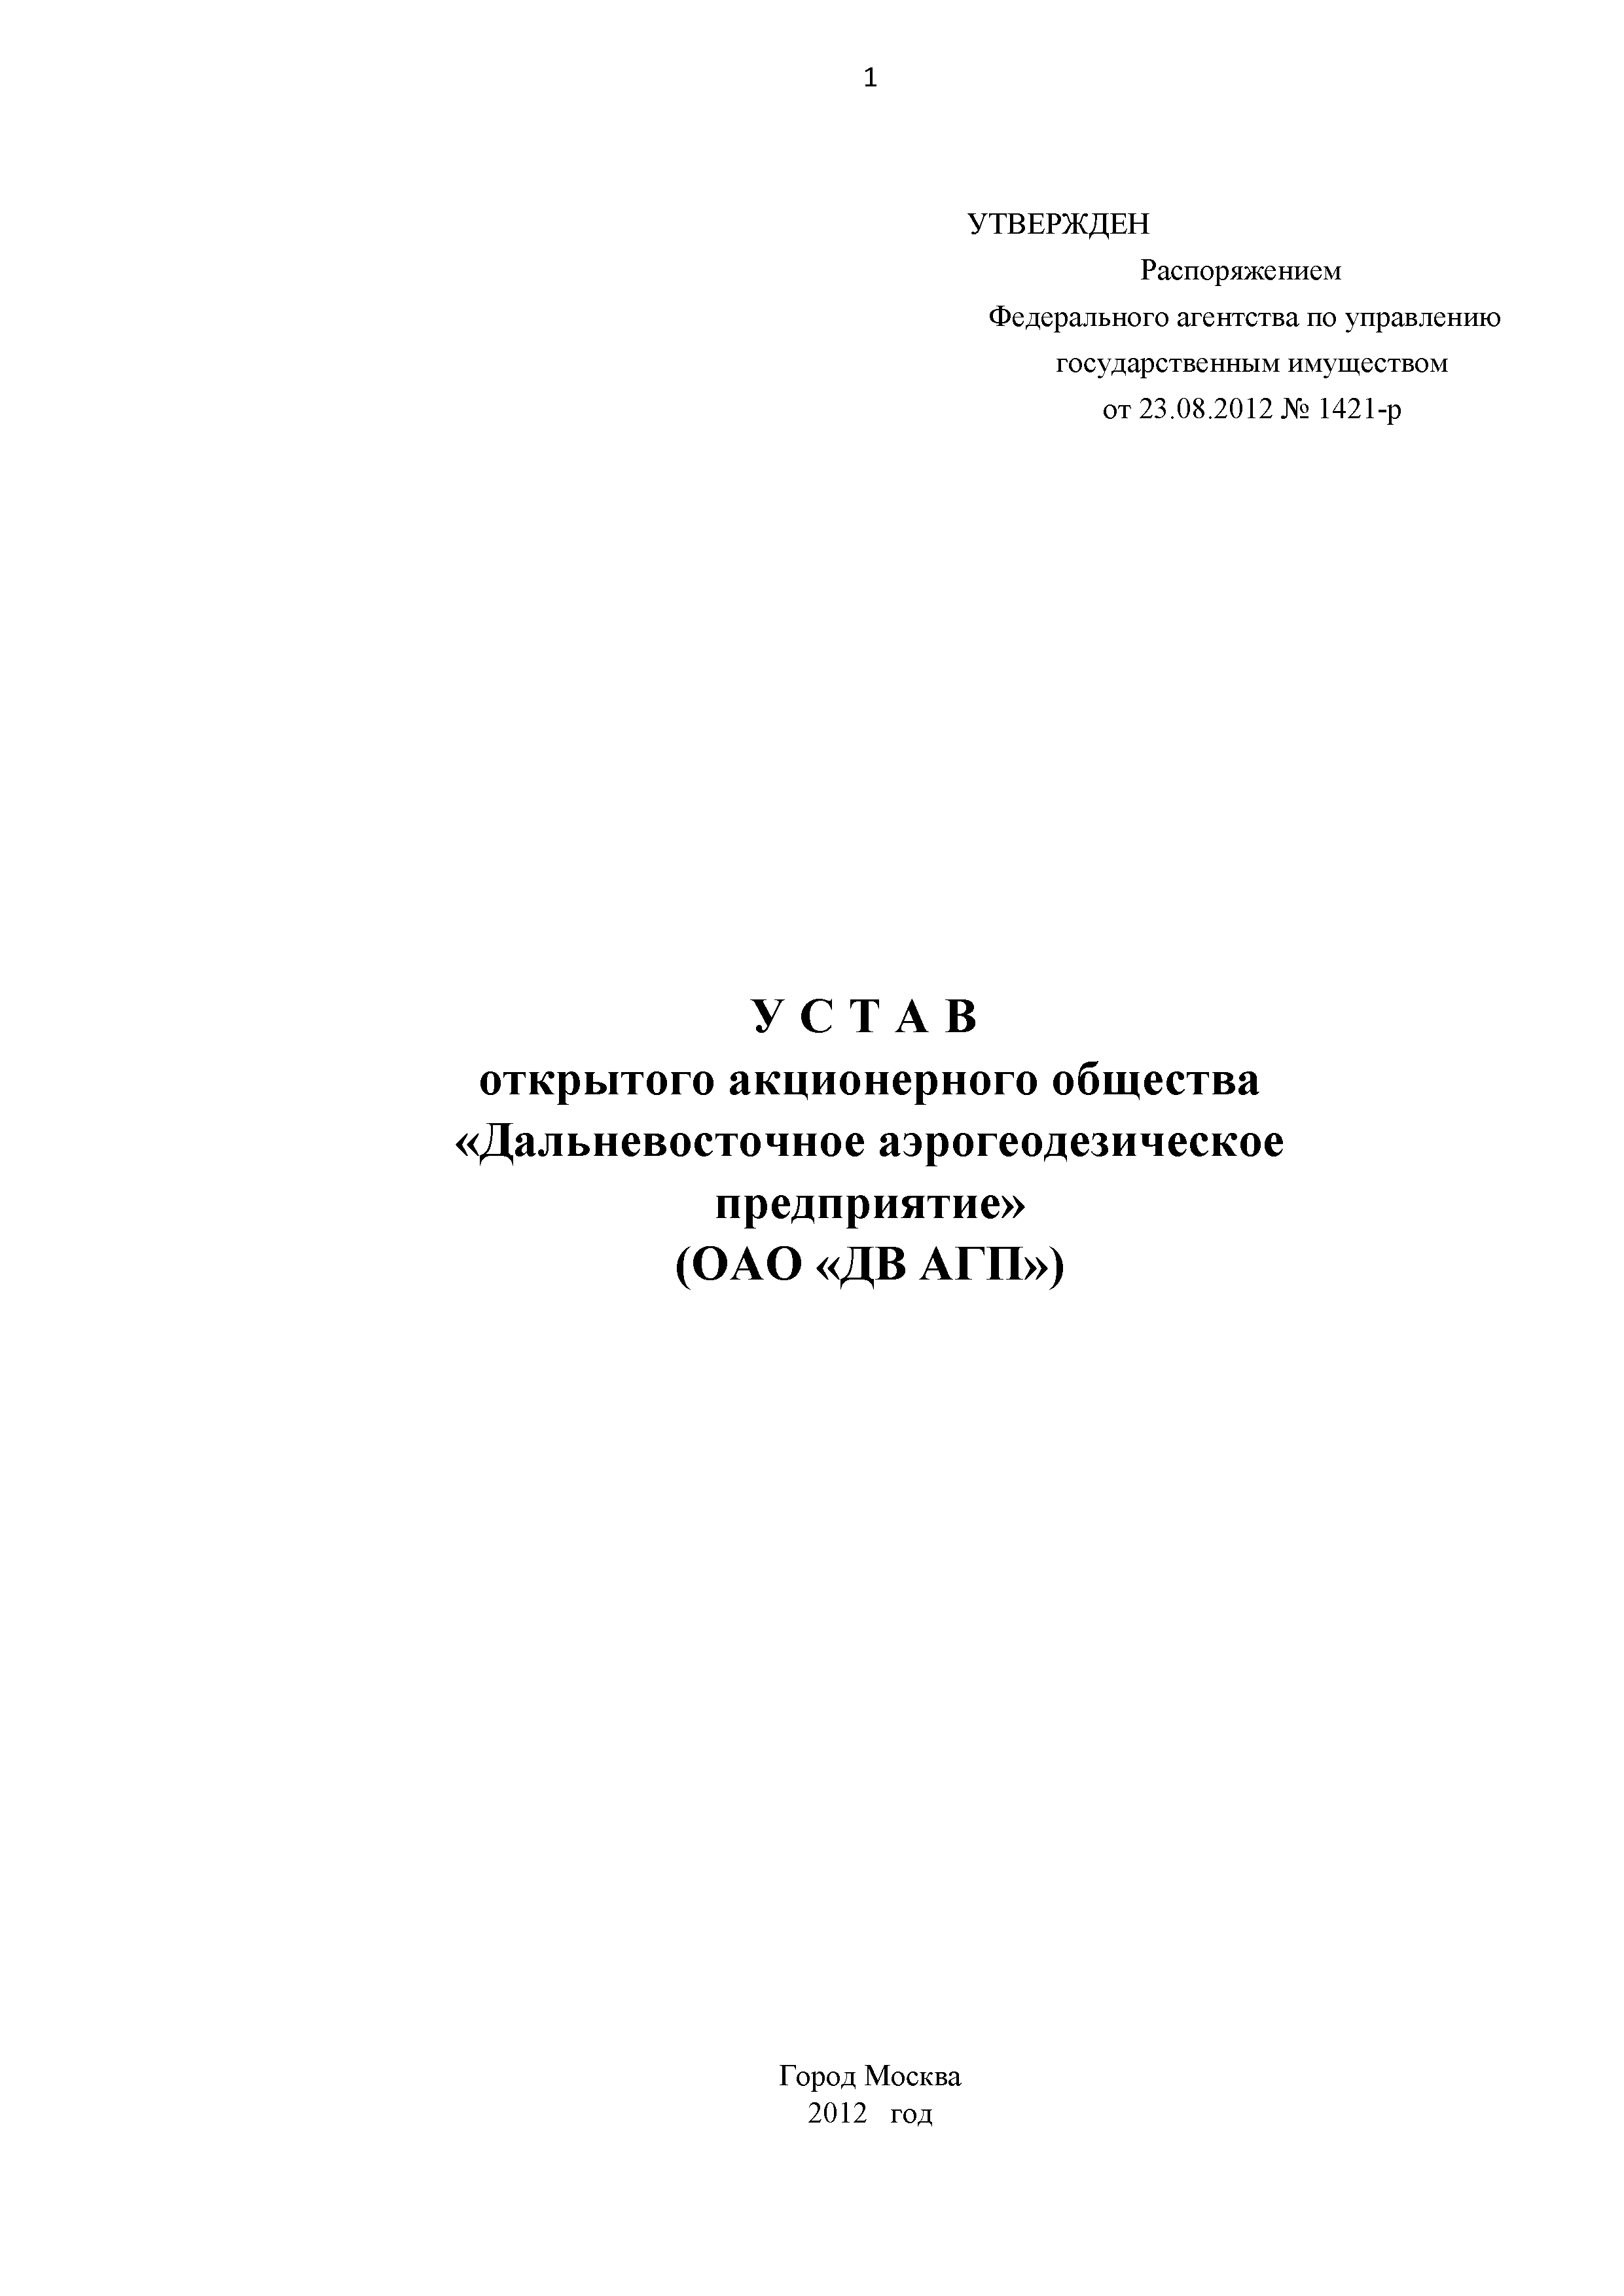 1
УТВЕРЖДЕН
Распоряжением
Федерального агентства по управлению
государственным имуществом
от 23.08.2012 № 1421-р
У С Т А В
открытого акционерного общества
«Дальневосточное аэрогеодезическое
предприятие»
(ОАО «ДВ АГП»)
Город Москва
2012 год